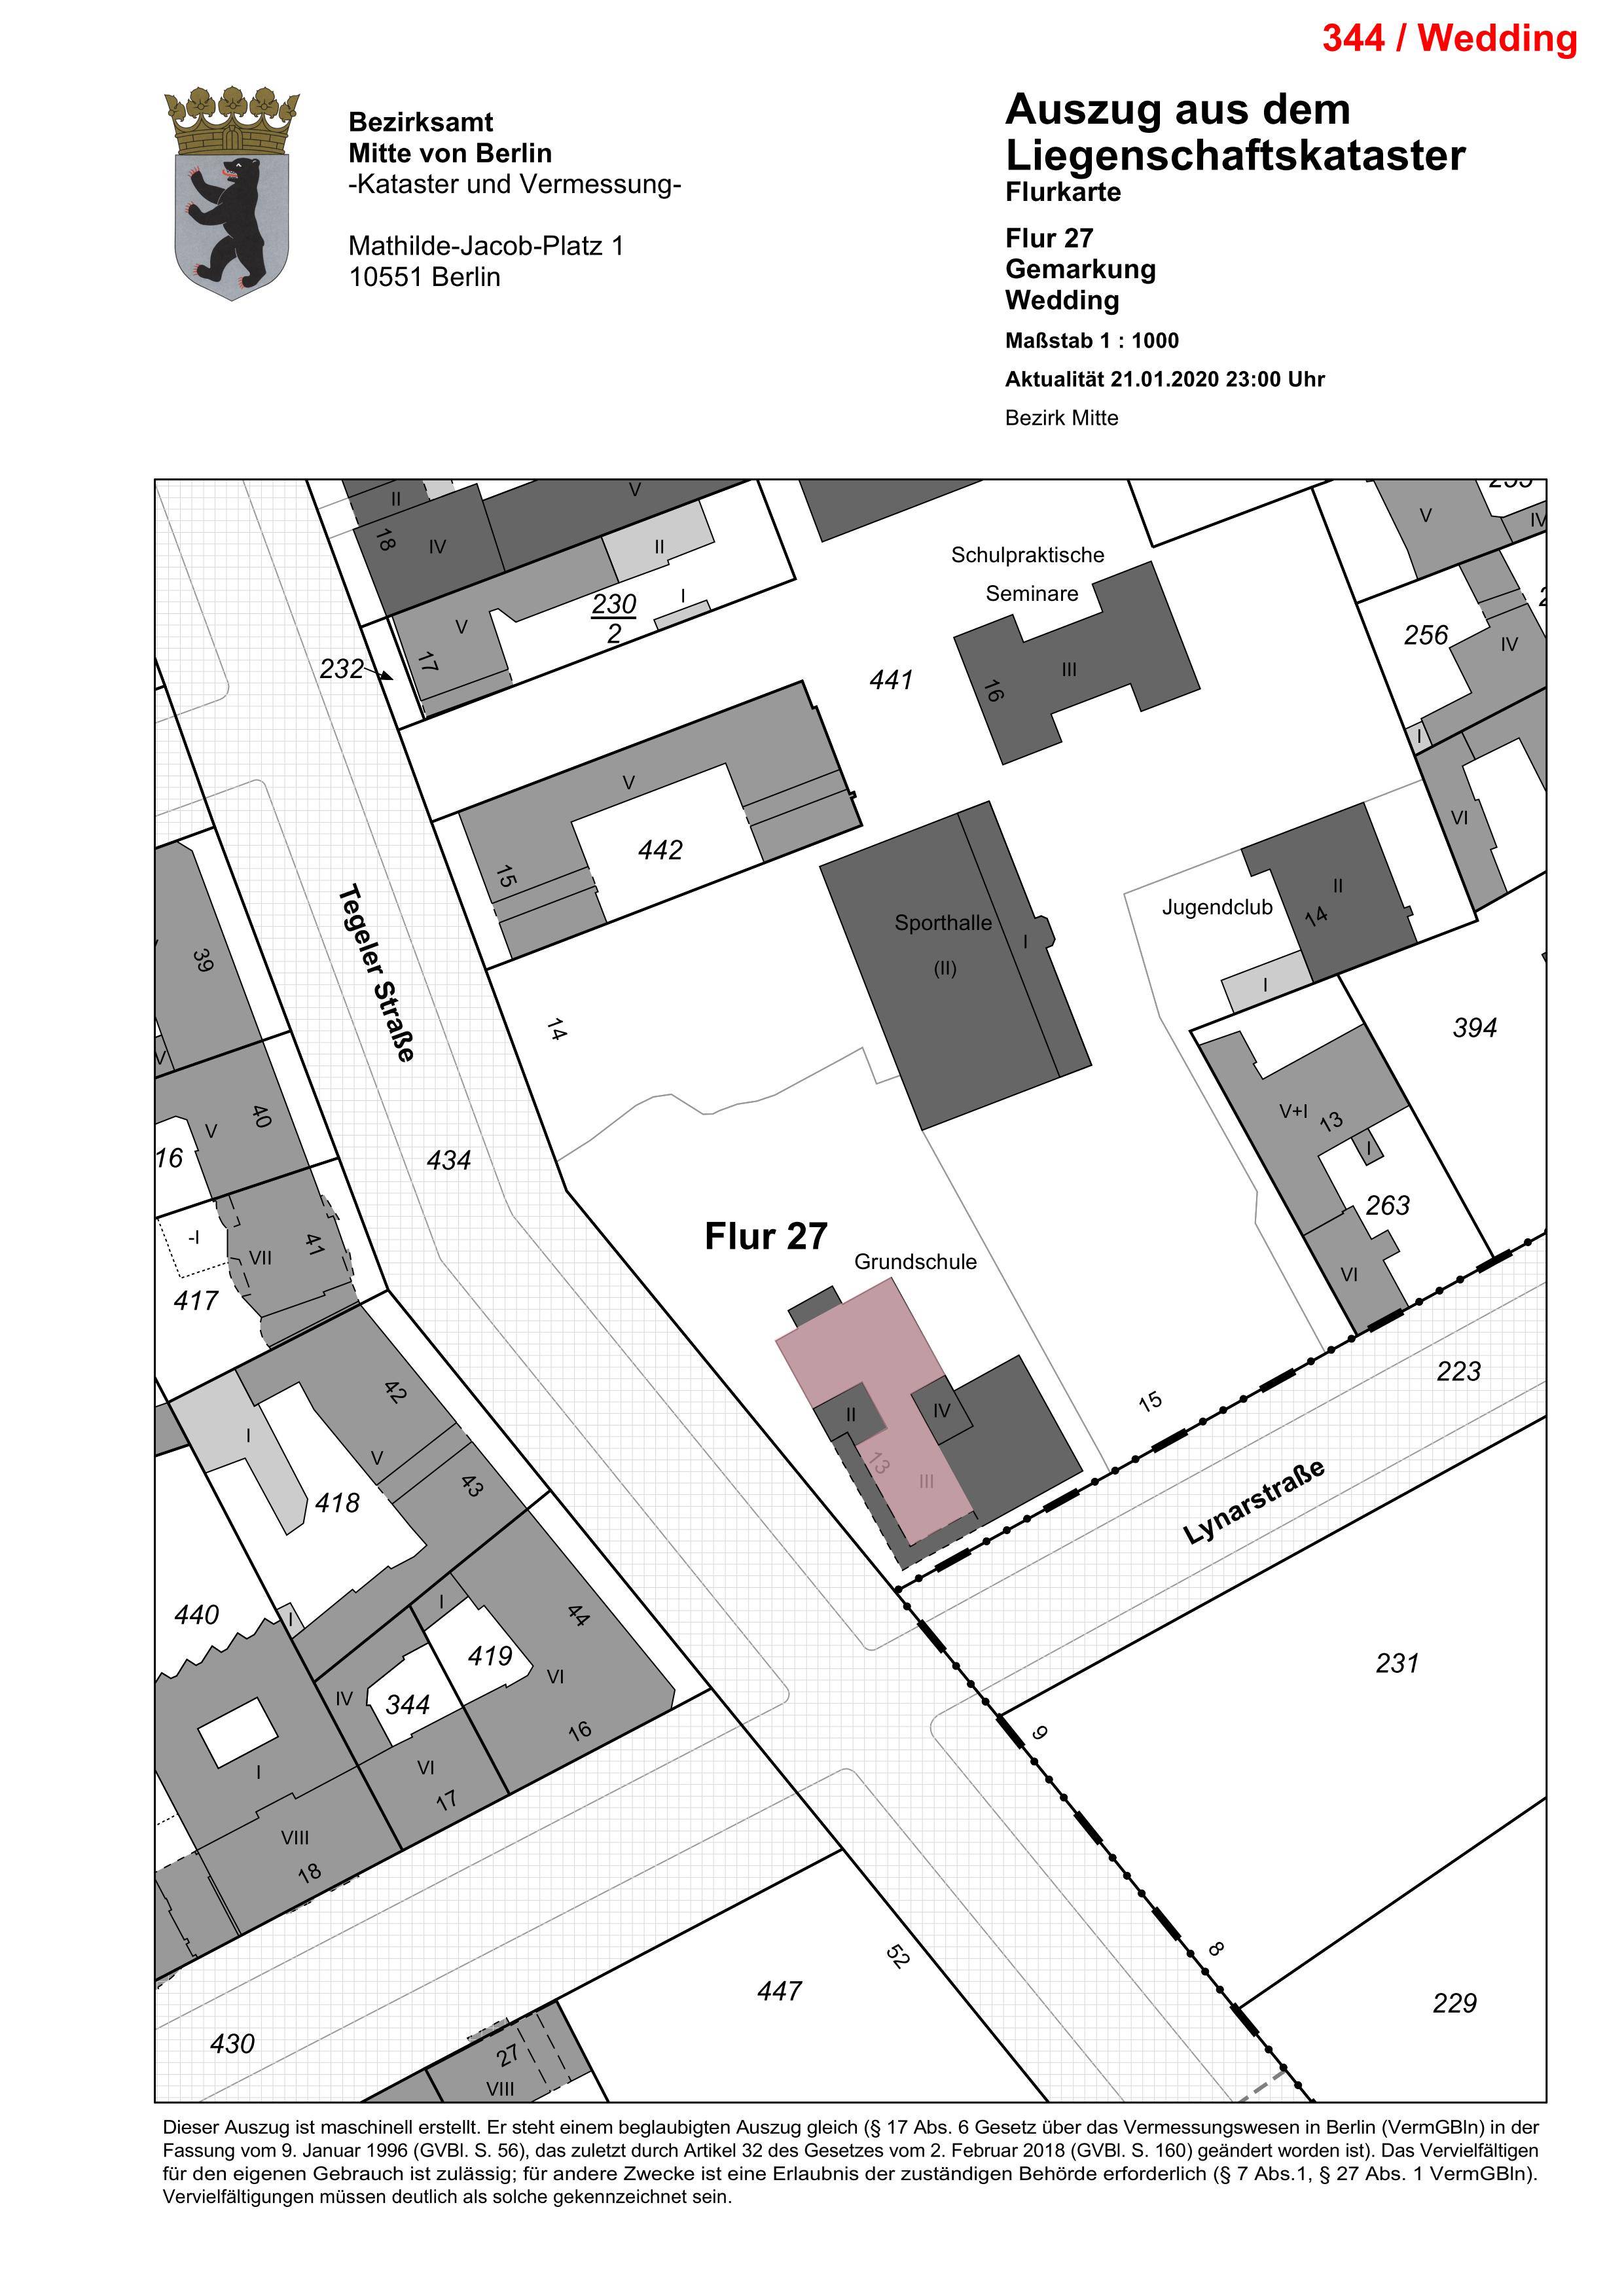 344 / Wedding
Bezirksamt
Mitte von Berlin
-Kataster und Vermessung-
Mathilde-Jacob-Platz 1
10551 Berlin
Auszug aus dem
Liegenschaftskataster
Flurkarte
Flur 27
Gemarkung
Wedding
Maßstab 1 : 1000
Aktualität 21.01.2020 23:00 Uhr
Bezirk Mitte
II
V
18
IV
II
230
2
I
V
17
232
Schulpraktische
Seminare
441
16
III
V
IV
256
IV
I
VI
V
442
15
Sporthalle
(II)
I
Jugendclub
II
14
I
394
Tegeler Straße
39
V
14
40
V
16
434
V+I
13
I
263
VI
-I
VII
41
417
Flur 27
Grundschule
II
IV
13
III
15
223
Lynarstraße
42
I
V
418
43
440
I
I
44
419
VI
IV
344
16
I
VI
17
VIII
18
231
9
8
52
447
229
430
27
VIII
Dieser Auszug ist maschinell erstellt. Er steht einem beglaubigten Auszug gleich (§ 17 Abs. 6 Gesetz über das Vermessungswesen in Berlin (VermGBln) in der
Fassung vom 9. Januar 1996 (GVBl. S. 56), das zuletzt durch Artikel 32 des Gesetzes vom 2. Februar 2018 (GVBl. S. 160) geändert worden ist). Das Vervielfältigen
für den eigenen Gebrauch ist zulässig; für andere Zwecke ist eine Erlaubnis der zuständigen Behörde erforderlich (§ 7 Abs.1, § 27 Abs. 1 VermGBln).
Vervielfältigungen müssen deutlich als solche gekennzeichnet sein.